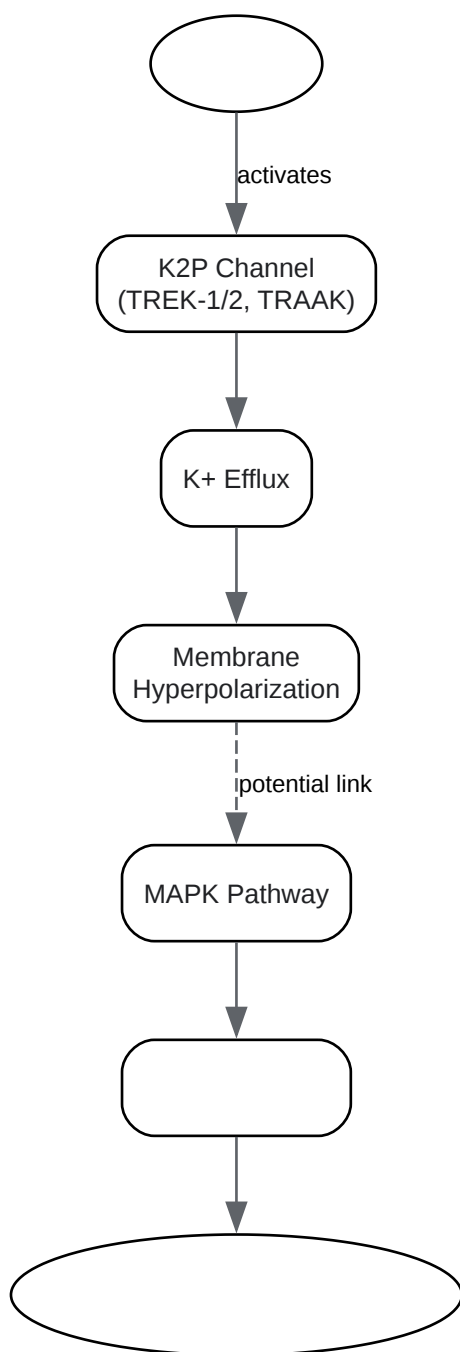 activates
K2P Channel
(TREK-1/2, TRAAK)
K+ Efflux
Membrane
Hyperpolarization
potential link
MAPK Pathway